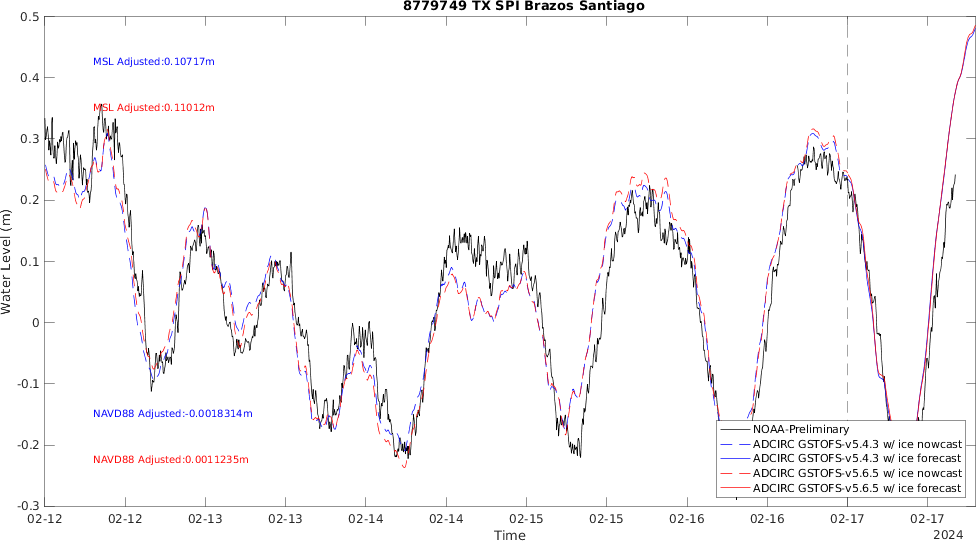 8779749 TX SPI Brazos Santiago
0.5
MSL Adjusted:0.10717m
0.4
MSL Adjusted:0.11012m
0.3
0.2
0.1
Water Level (m)
0
-0.1
NAVD88 Adjusted:-0.0018314m
NOAA-Preliminary
ADCIRC GSTOFS-v5.4.3 w/ ice nowcast
-0.2
ADCIRC GSTOFS-v5.4.3 w/ ice forecast
NAVD88 Adjusted:0.0011235m
ADCIRC GSTOFS-v5.6.5 w/ ice nowcast
ADCIRC GSTOFS-v5.6.5 w/ ice forecast
-0.3
02-12 02-12 02-13 02-13 02-14 02-14 02-15 02-15 02-16 02-16 02-17 02-17
Time
2024